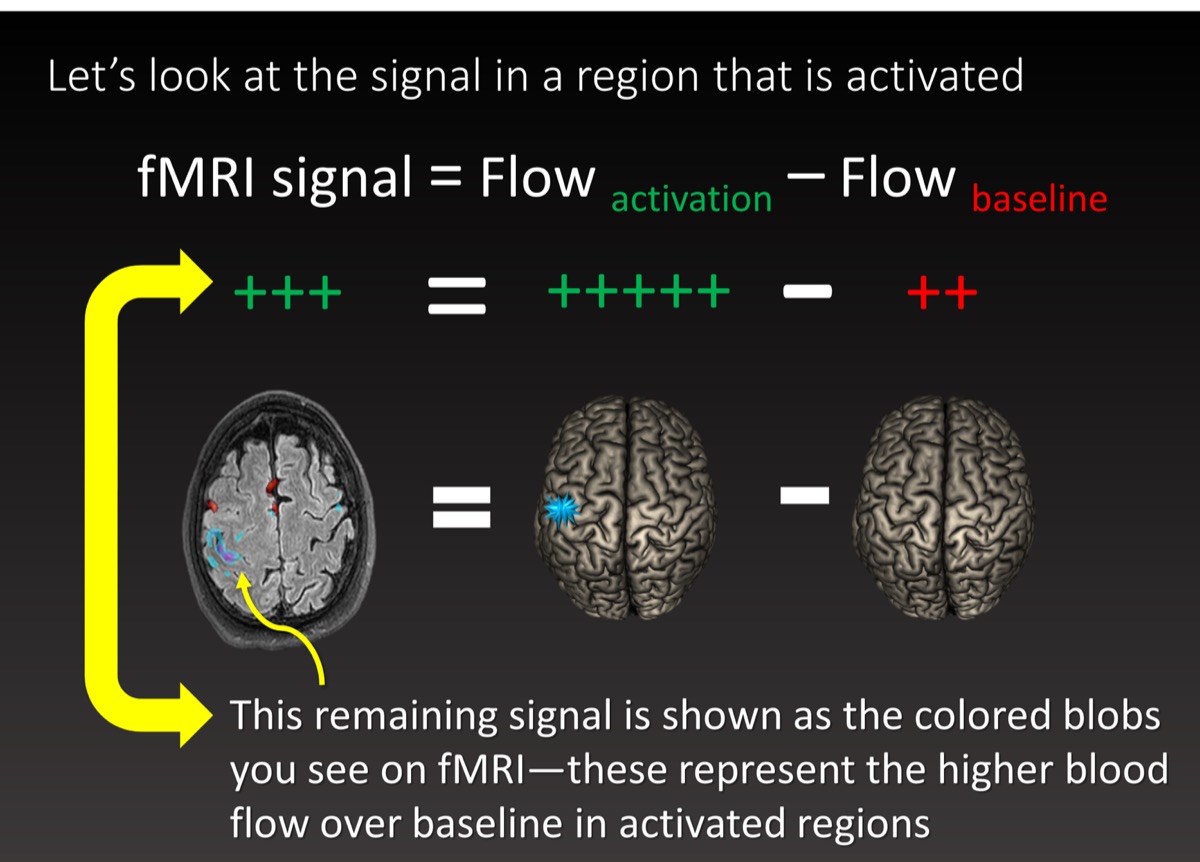 Let’s look at the signal in a region that is activated
fMRI signal = Flow activation – Flow baseline
+++ = +++++ – ++
= –
This remaining signal is shown as the colored blobs
you see on fMRI—these represent the higher blood
flow over baseline in activated regions